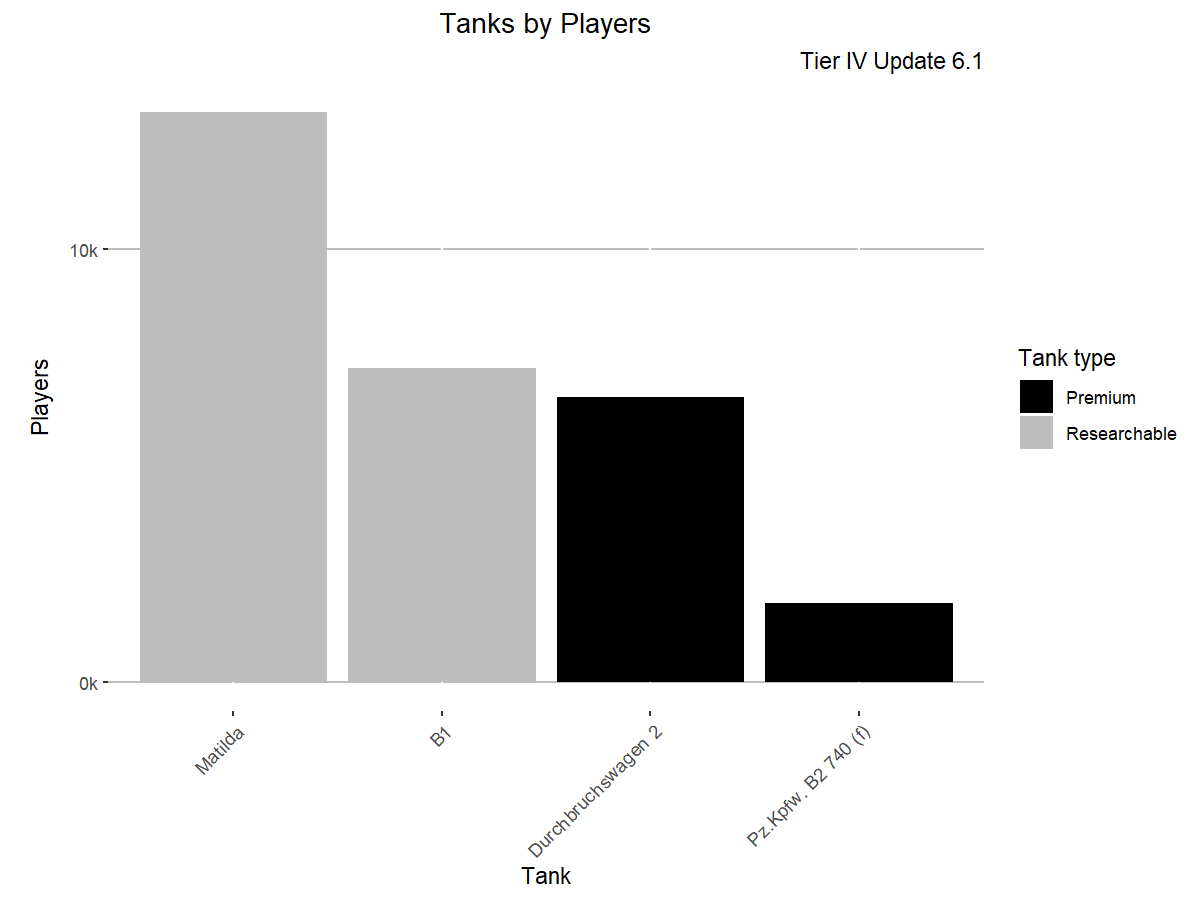 Tanks by Players
Tier IV Update 6.1
10k
0k
Players
Matilda
B1
Durchbruchswagen 2
Pz.Kpfw. B2 740 (f)
Tank
Tank type
Premium
Researchable